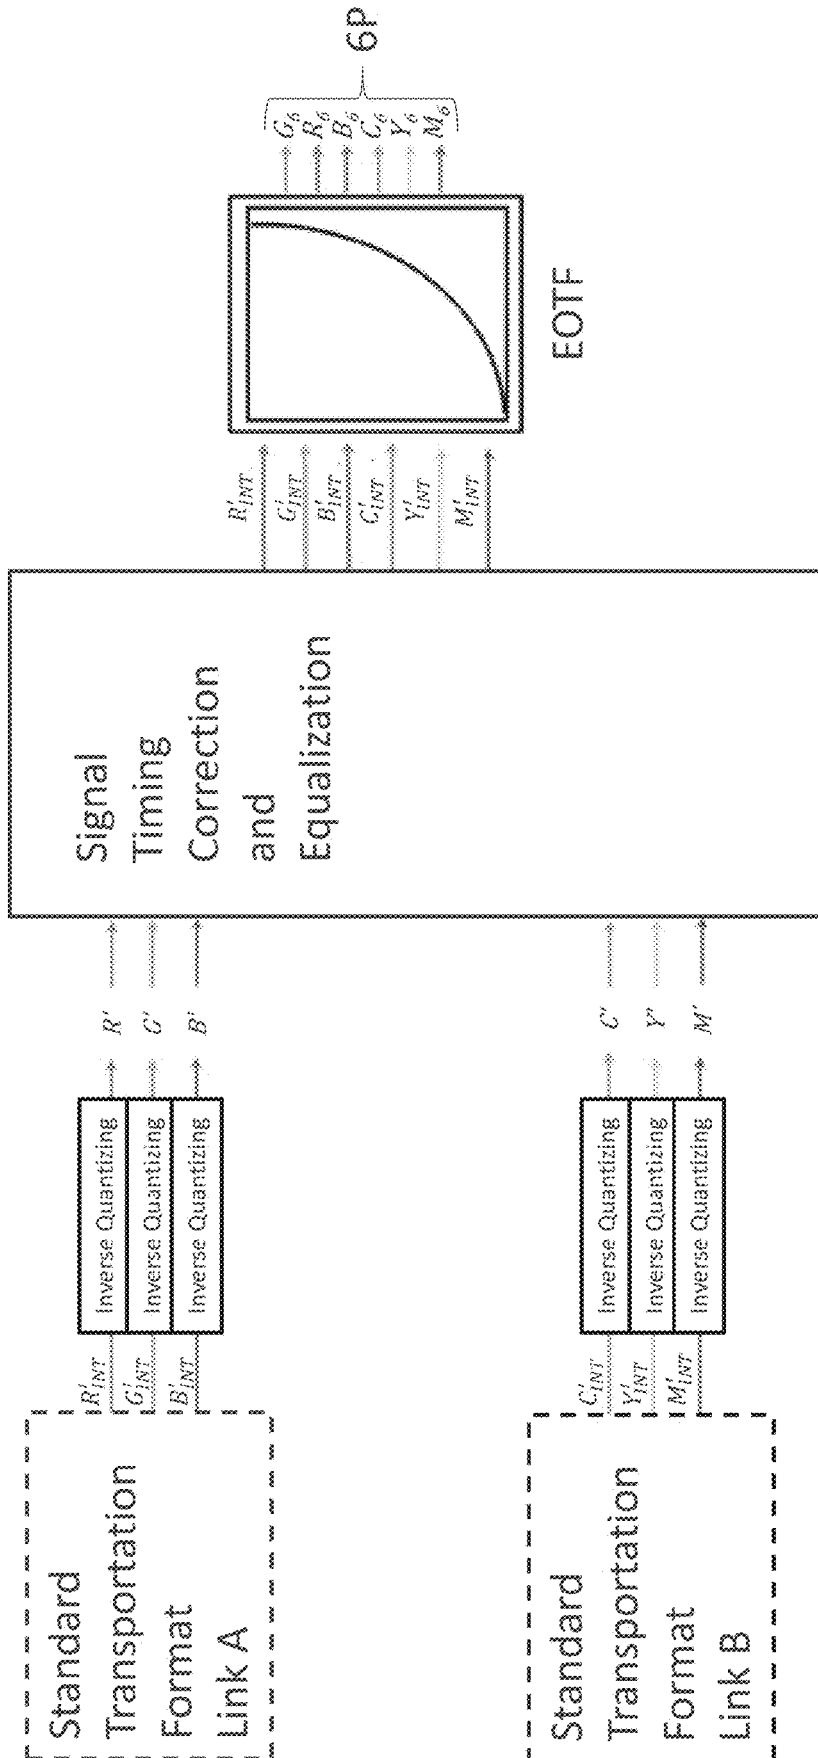 Standard
Transportation
Format
Link A
R'INT
G'INT
B'INT
Inverse Quantizing
Inverse Quantizing
Inverse Quantizing
R'
G'
B'
Standard
Transportation
Format
Link B
C'INT
Y'INT
M'INT
Inverse Quantizing
Inverse Quantizing
Inverse Quantizing
C'
Y'
M'
Signal
Timing
Correction
and
Equalization
R'INT
G'INT
B'INT
C'INT
Y'INT
M'INT
EOTF
G6
R6
B6
C6
Y6
M6
6P